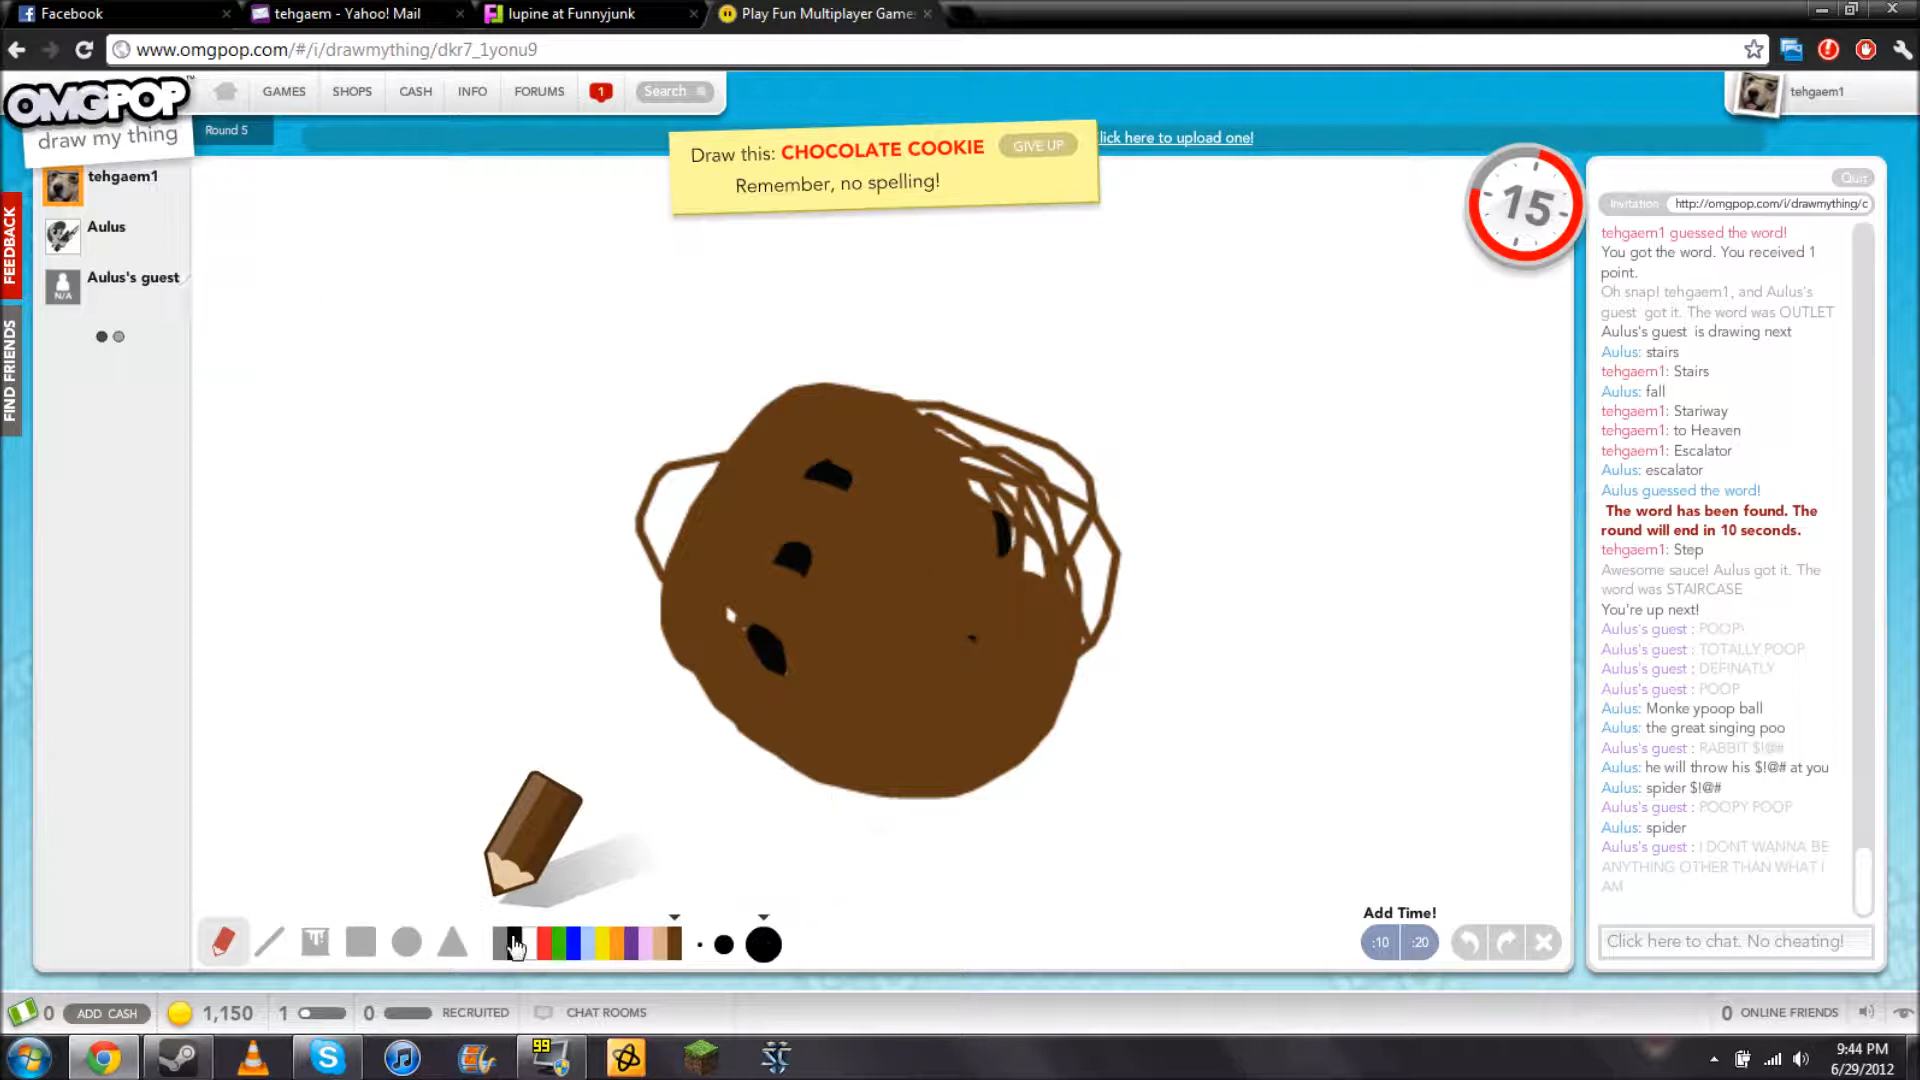 Facebook
tehgaem - Yahoo! Mail
lupine at Funnyjunk
Play Fun Multiplayer Game
www.omgpop.com/#/i/drawmything/dkr7_1yonu9
OMGPOP
draw my thing
GAMES
SHOPS
CASH
INFO
FORUMS
1
Search
tehgaem1
Round 5
Draw this: CHOCOLATE COOKIE
GIVE UP
Remember, no spelling!
lick here to upload one!
FEEDBACK
FIND FRIENDS
tehgaem1
Aulus
Aulus's guest
N/A
15
Quit
Invitation
http://omgpop.com/i/drawmything/c
tehgaem1 guessed the word!
You got the word. You received 1
point.
Oh snap! tehgaem1, and Aulus's
guest got it. The word was OUTLET
Aulus's guest is drawing next
Aulus: stairs
tehgaem1: Stairs
Aulus: fall
tehgaem1: Stariway
tehgaem1: to Heaven
tehgaem1: Escalator
Aulus: escalator
Aulus guessed the word!
The word has been found. The
round will end in 10 seconds.
tehgaem1: Step
Awesome sauce! Aulus got it. The
word was STAIRCASE
You're up next!
Aulus's guest : POOP
Aulus's guest : TOTALLY POOP
Aulus's guest : DEFINATLY
Aulus's guest : POOP
Aulus: Monke ypoop ball
Aulus: the great singing poo
Aulus's guest : RABBIT $!@#
Aulus: he will throw his $!@# at you
Aulus: spider $!@#
Aulus's guest : POOPY POOP
Aulus: spider
Aulus's guest : I DONT WANNA BE
ANYTHING OTHER THAN WHAT I
AM
Click here to chat. No cheating!
Add Time!
:10
:20
0
ADD CASH
1,150
1
0
RECRUITED
CHAT ROOMS
0 ONLINE FRIENDS
99
9:44 PM
6/29/2012